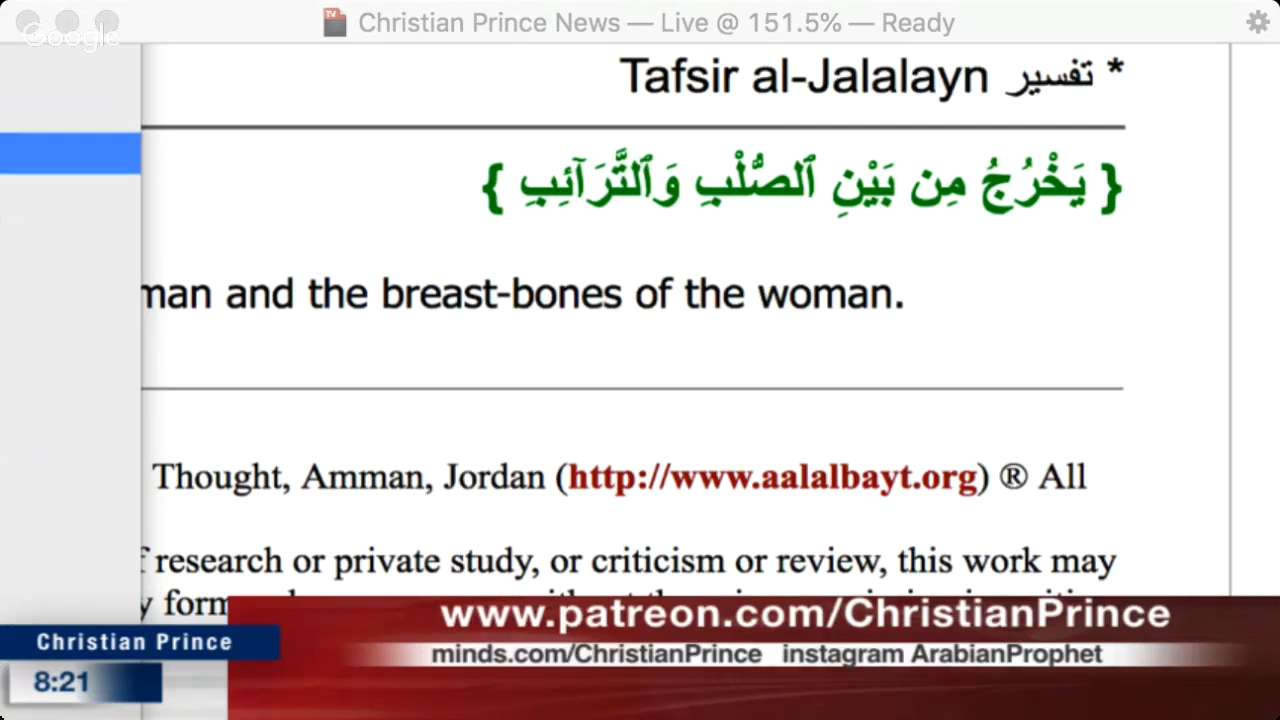 Google
Christian Prince News — Live @ 151.5% — Ready
Tafsir al-Jalalayn تفسير *
{ يَخْرُجُ مِن بَيْنِ ٱلصُّلْبِ وَٱلتَّرَآئِبِ }
man and the breast-bones of the woman.
Thought, Amman, Jordan (http://www.aalalbayt.org) ® All
f research or private study, or criticism or review, this work may
y form
www.patreon.com/ChristianPrince
Christian Prince
minds.com/ChristianPrince instagram ArabianProphet
8:21